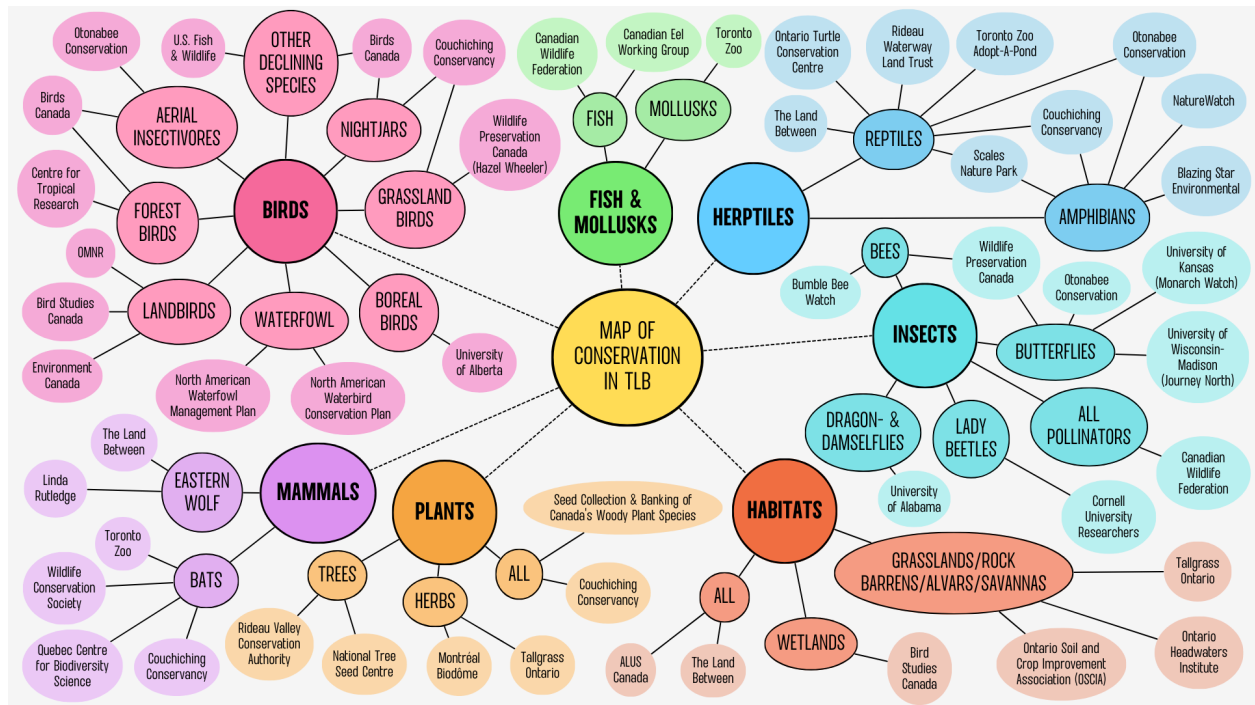 MAP OF
CONSERVATION
IN TLB
BIRDS
OTHER
DECLINING
SPECIES
U.S. Fish
& Wildlife
Birds
Canada
NIGHTJARS
Couchiching
Conservancy
GRASSLAND
BIRDS
Wildlife
Preservation
Canada
(Hazel Wheeler)
AERIAL
INSECTIVORES
Otonabee
Conservation
Birds
Canada
FOREST
BIRDS
Centre for
Tropical
Research
LANDBIRDS
OMNR
Bird Studies
Canada
Environment
Canada
WATERFOWL
North American
Waterfowl
Management Plan
North American
Waterbird
Conservation Plan
BOREAL
BIRDS
University
of Alberta
FISH &
MOLLUSKS
FISH
Canadian
Wildlife
Federation
Canadian Eel
Working Group
MOLLUSKS
Toronto
Zoo
HERPTILES
REPTILES
Ontario Turtle
Conservation
Centre
Rideau
Waterway
Land Trust
Toronto Zoo
Adopt-A-Pond
Otonabee
Conservation
The Land
Between
Couchiching
Conservancy
Scales
Nature Park
AMPHIBIANS
NatureWatch
Blazing Star
Environmental
INSECTS
BEES
Bumble Bee
Watch
Wildlife
Preservation
Canada
BUTTERFLIES
Otonabee
Conservation
University of
Kansas
(Monarch Watch)
University of
Wisconsin-
Madison
(Journey North)
ALL
POLLINATORS
Canadian
Wildlife
Federation
LADY
BEETLES
Cornell
University
Researchers
DRAGON- &
DAMSELFLIES
University
of Alabama
MAMMALS
EASTERN
WOLF
The Land
Between
Linda
Rutledge
BATS
Toronto
Zoo
Wildlife
Conservation
Society
Quebec Centre
for Biodiversity
Science
Couchiching
Conservancy
PLANTS
TREES
Rideau Valley
Conservation
Authority
National Tree
Seed Centre
HERBS
Montréal
Biodôme
Tallgrass
Ontario
ALL
Seed Collection & Banking of
Canada's Woody Plant Species
Couchiching
Conservancy
HABITATS
ALL
ALUS
Canada
The Land
Between
WETLANDS
Bird
Studies
Canada
GRASSLANDS/ROCK
BARRENS/ALVARS/SAVANNAS
Tallgrass
Ontario
Ontario Soil and
Crop Improvement
Association (OSCIA)
Ontario
Headwaters
Institute